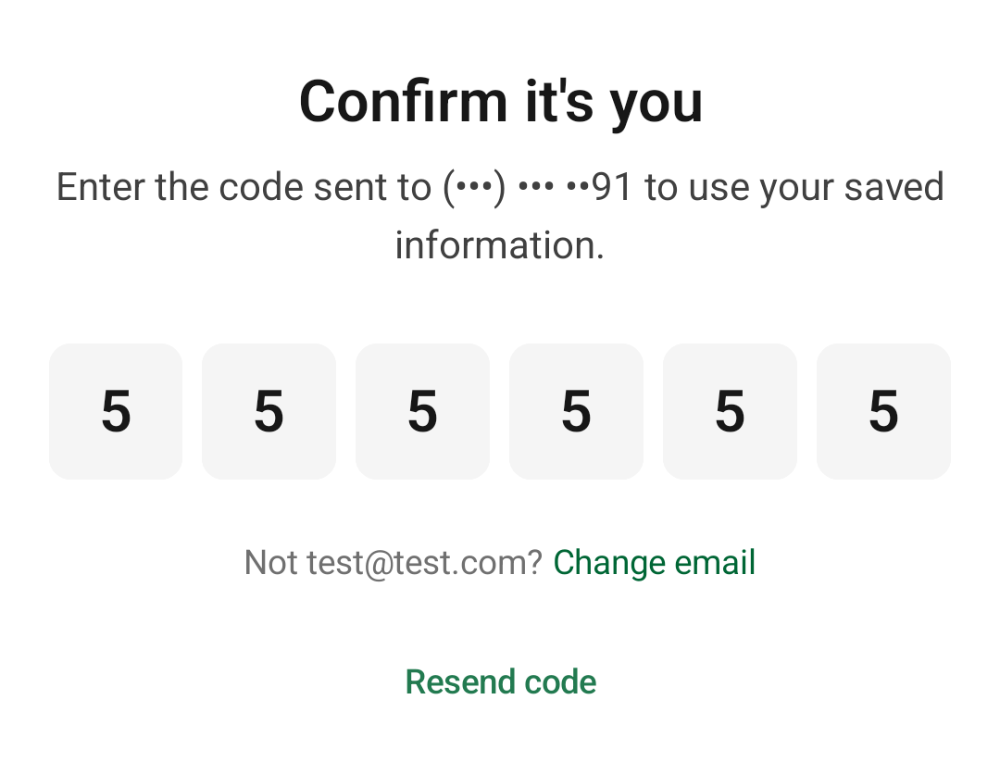 Confirm it's you
Enter the code sent to (•••) ••• ••91 to use your saved
information.
5 5 5 5 5 5
Not test@test.com? Change email
Resend code